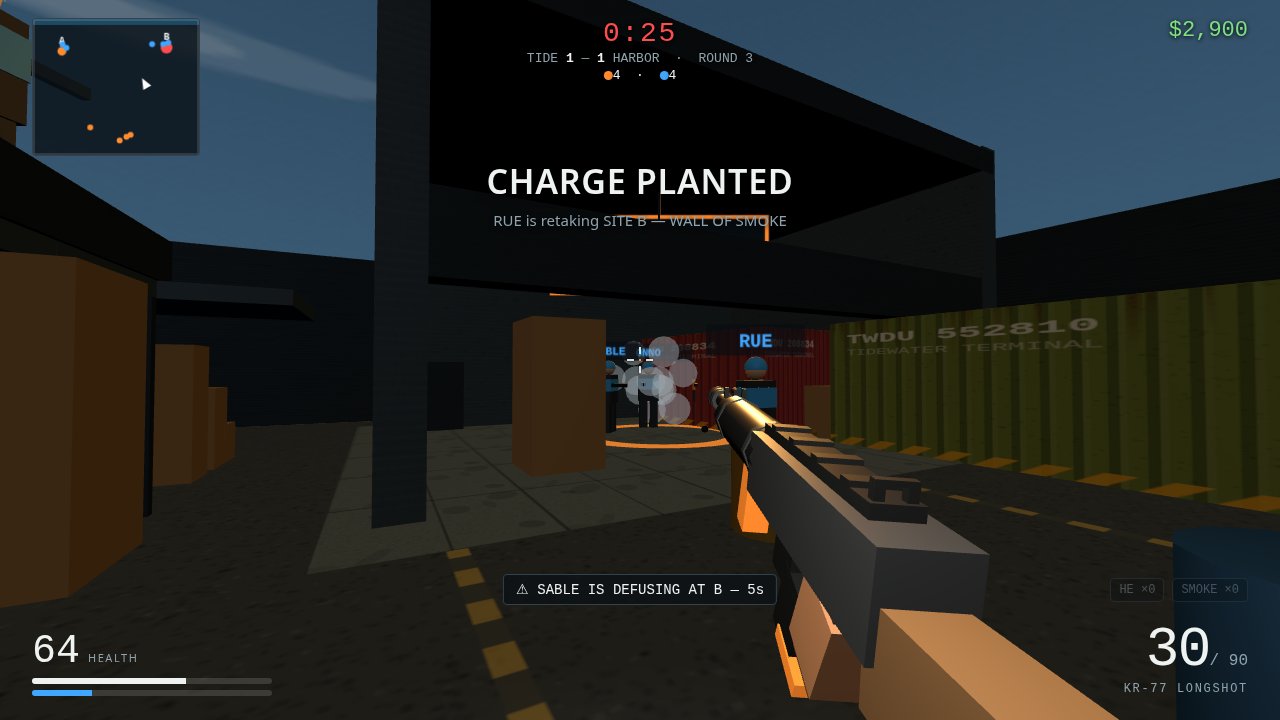 A
B
0:25
TIDE 1 — 1 HARBOR · ROUND 3
4 · 4
$2,900
CHARGE PLANTED
RUE is retaking SITE B — WALL OF SMOKE
RUE
TWDU 552810
TIDEWATER TERMINAL
⚠ SABLE IS DEFUSING AT B — 5s
HE ×0
SMOKE ×0
64 HEALTH
30 / 90
KR-77 LONGSHOT